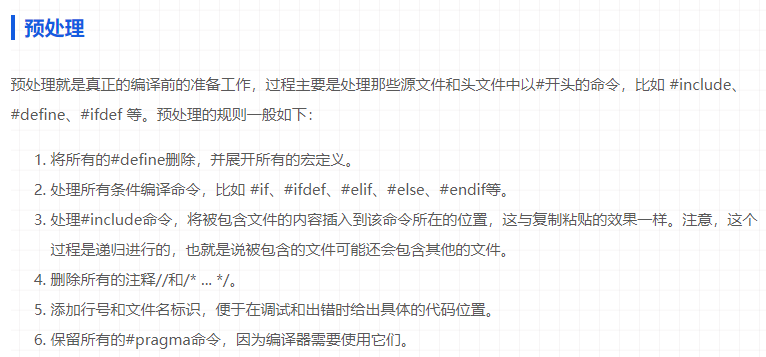 预处理
预处理就是真正的编译前的准备工作，过程主要是处理那些源文件和头文件中以#开头的命令，比如 #include、
#define、#ifdef 等。预处理的规则一般如下：
1. 将所有的#define删除，并展开所有的宏定义。
2. 处理所有条件编译命令，比如 #if、#ifdef、#elif、#else、#endif等。
3. 处理#include命令，将被包含文件的内容插入到该命令所在的位置，这与复制粘贴的效果一样。注意，这个
过程是递归进行的，也就是说被包含的文件可能还会包含其他的文件。
4. 删除所有的注释//和/* ... */。
5. 添加行号和文件名标识，便于在调试和出错时给出具体的代码位置。
6. 保留所有的#pragma命令，因为编译器需要使用它们。